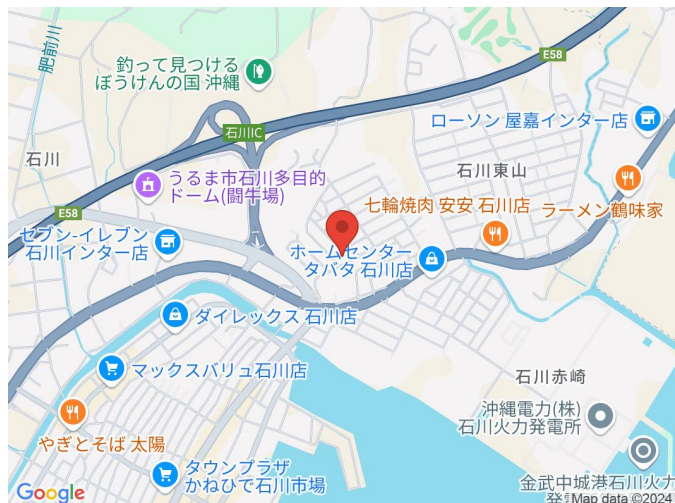 肥前川
釣って見つける
ぼうけんの国 沖縄
E58
石川IC
ローソン 屋嘉インター店
石川
石川東山
うるま市石川多目的
ドーム(闘牛場)
七輪焼肉 安安 石川店
ラーメン鶴味家
E58
セブン-イレブン
石川インター店
ホームセンター
タバタ 石川店
ダイレックス 石川店
マックスバリュ石川店
石川赤崎
沖縄電力(株)
石川火力発電所
やぎとそば 太陽
タウンプラザ
かねひで石川市場
金武中城港石川火力
Google
Map data ©2024